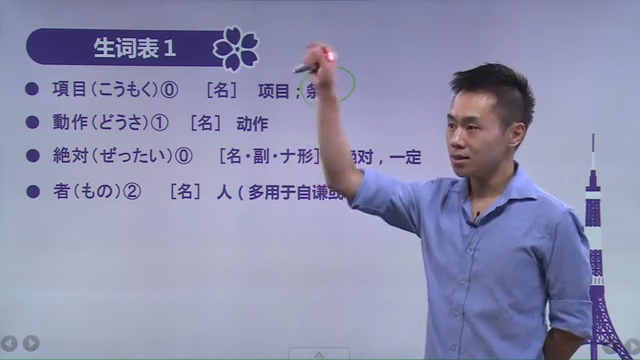 生词表1
● 項目（こうもく）⓪ ［名］ 项目；条
● 動作（どうさ）① ［名］ 动作
● 絶対（ぜったい）⓪ ［名・副・ナ形］ 绝对，一定
● 者（もの）② ［名］ 人（多用于自谦或